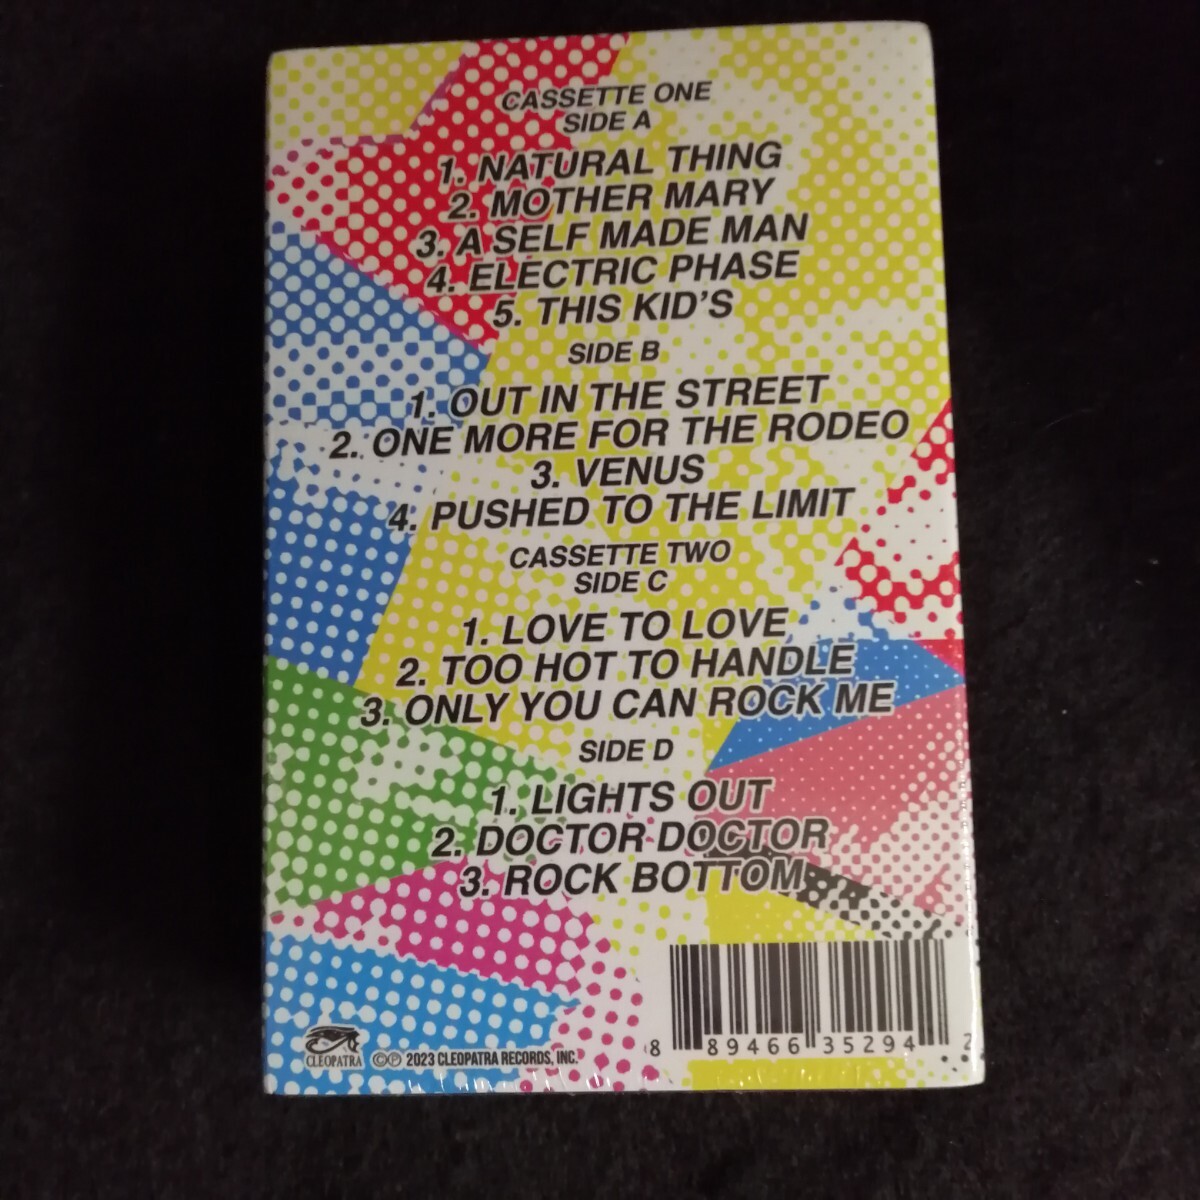 CASSETTE ONE
SIDE A
1. NATURAL THING
2. MOTHER MARY
3. A SELF MADE MAN
4. ELECTRIC PHASE
5. THIS KID'S
SIDE B
1. OUT IN THE STREET
2. ONE MORE FOR THE RODEO
3. VENUS
4. PUSHED TO THE LIMIT
CASSETTE TWO
SIDE C
1. LOVE TO LOVE
2. TOO HOT TO HANDLE
3. ONLY YOU CAN ROCK ME
SIDE D
1. LIGHTS OUT
2. DOCTOR DOCTOR
3. ROCK BOTTOM
CLEOPATRA
©℗ 2023 CLEOPATRA RECORDS, INC.
8 89466 35294 2